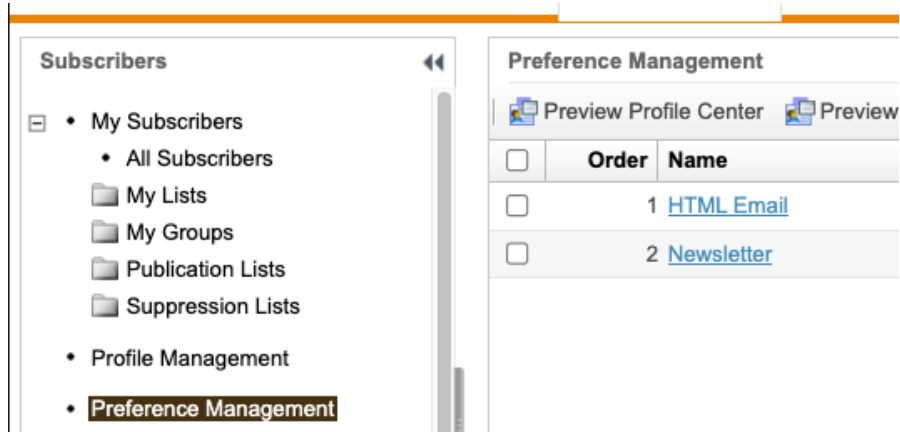 Subscribers
My Subscribers
All Subscribers
My Lists
My Groups
Publication Lists
Suppression Lists
Profile Management
Preference Management
Preference Management
Preview Profile Center Preview
Order Name
1 HTML Email
2 Newsletter